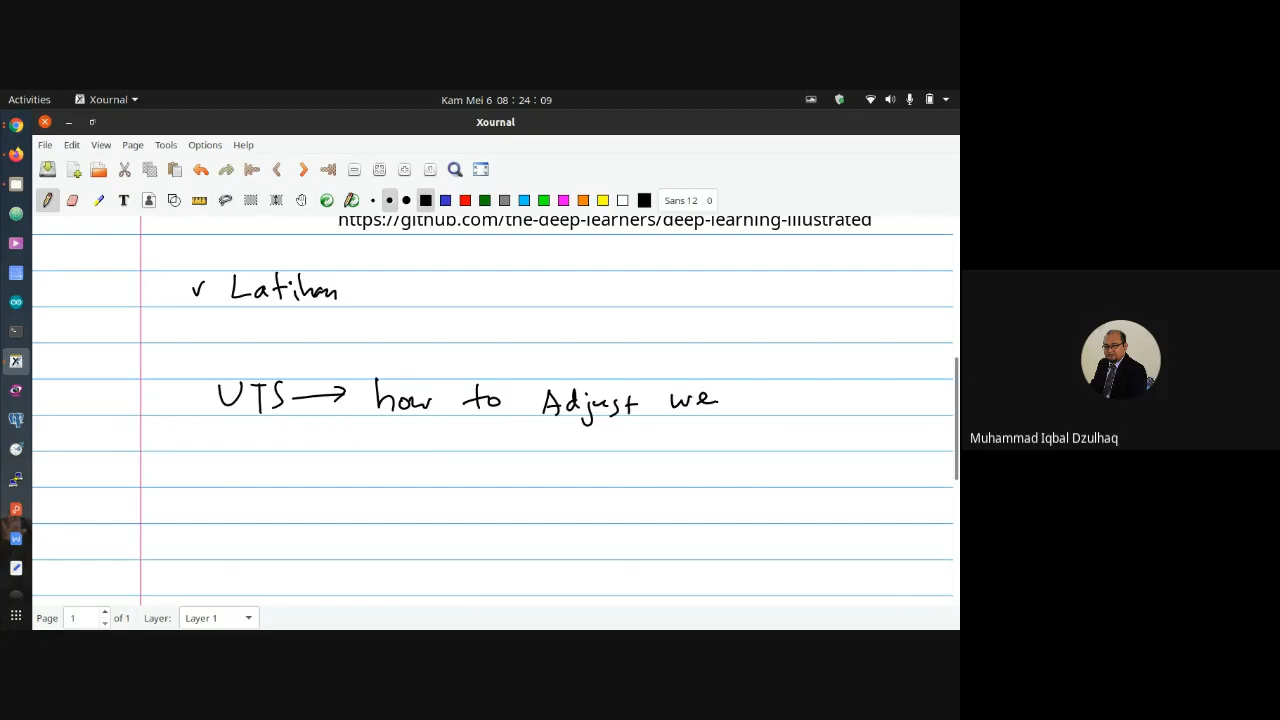 Activities Xournal Kam Mei 6 08:24:09
Xournal
File Edit View Page Tools Options Help
Sans 12 0
https://github.com/the-deep-learners/deep-learning-illustrated
v Latihan
UTS → how to Adjust we
Muhammad Iqbal Dzulhaq
Page 1 of 1 Layer: Layer 1